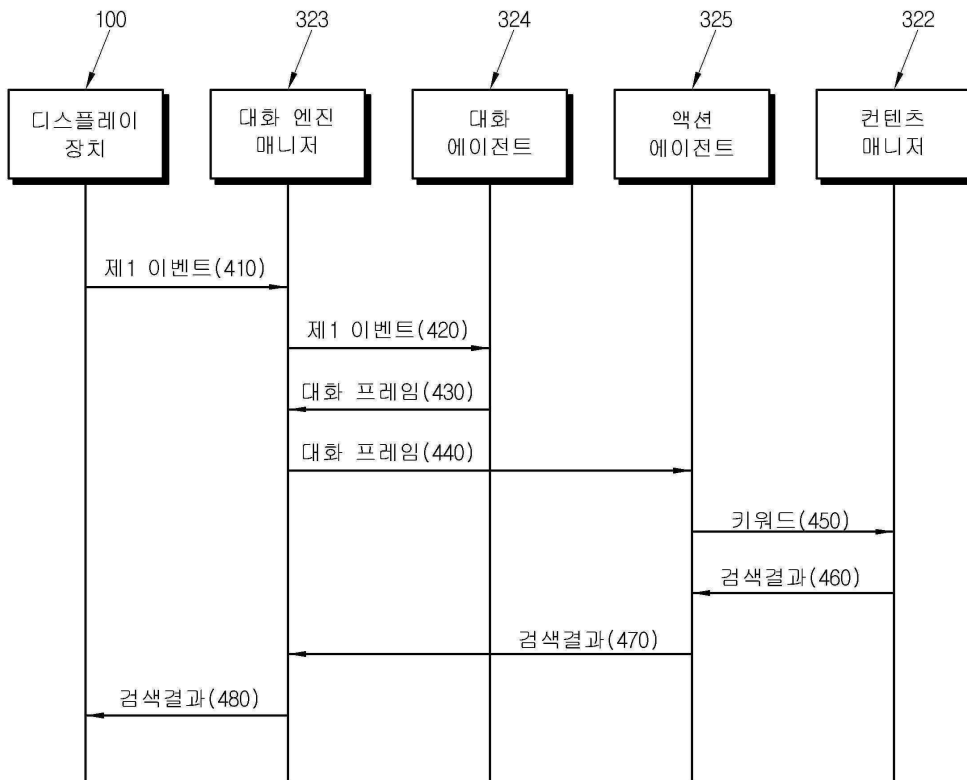 100
323
324
325
322
디스플레이
장치
대화 엔진
매니저
대화
에이전트
액션
에이전트
컨텐츠
매니저
제1 이벤트(410)
제1 이벤트(420)
대화 프레임(430)
대화 프레임(440)
키워드(450)
검색결과(460)
검색결과(470)
검색결과(480)